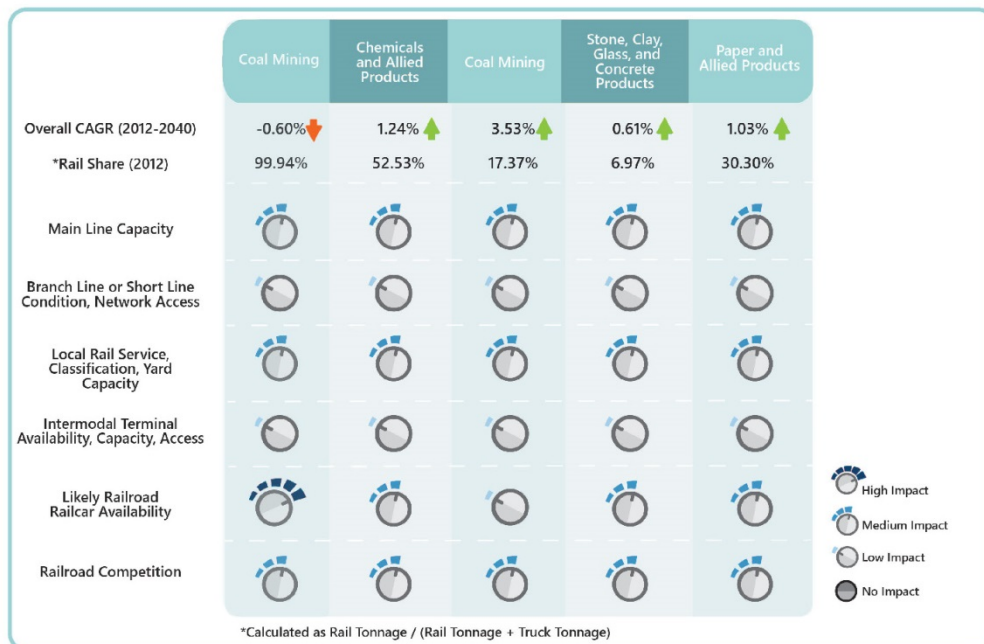 Coal Mining
Chemicals
and Allied
Products
Coal Mining
Stone, Clay,
Glass, and
Concrete
Products
Paper and
Allied Products
Overall CAGR (2012-2040)
-0.60%
1.24%
3.53%
0.61%
1.03%
*Rail Share (2012)
99.94%
52.53%
17.37%
6.97%
30.30%
Main Line Capacity
Branch Line or Short Line
Condition, Network Access
Local Rail Service,
Classification, Yard
Capacity
Intermodal Terminal
Availability, Capacity, Access
Likely Railroad
Railcar Availability
Railroad Competition
High Impact
Medium Impact
Low Impact
No Impact
*Calculated as Rail Tonnage / (Rail Tonnage + Truck Tonnage)